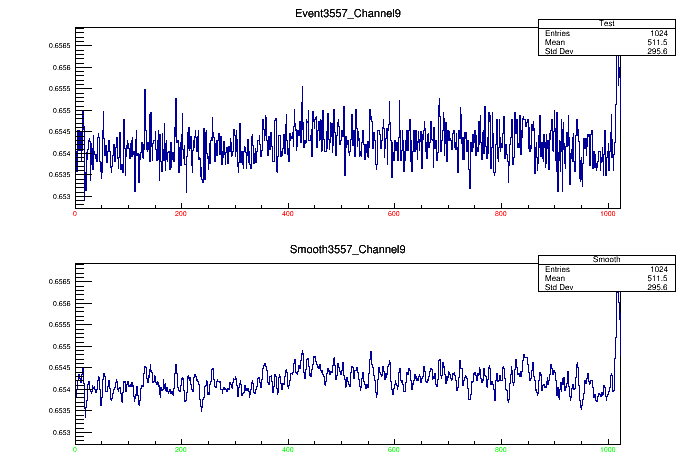 Event3557_Channel9
Test
Entries 1024
Mean 511.5
Std Dev 295.6
0.6565
0.656
0.6555
0.655
0.6545
0.654
0.6535
0.653
0 200 400 600 800 1000
Smooth3557_Channel9
Smooth
Entries 1024
Mean 511.5
Std Dev 295.6
0.6565
0.656
0.6555
0.655
0.6545
0.654
0.6535
0.653
0 200 400 600 800 1000